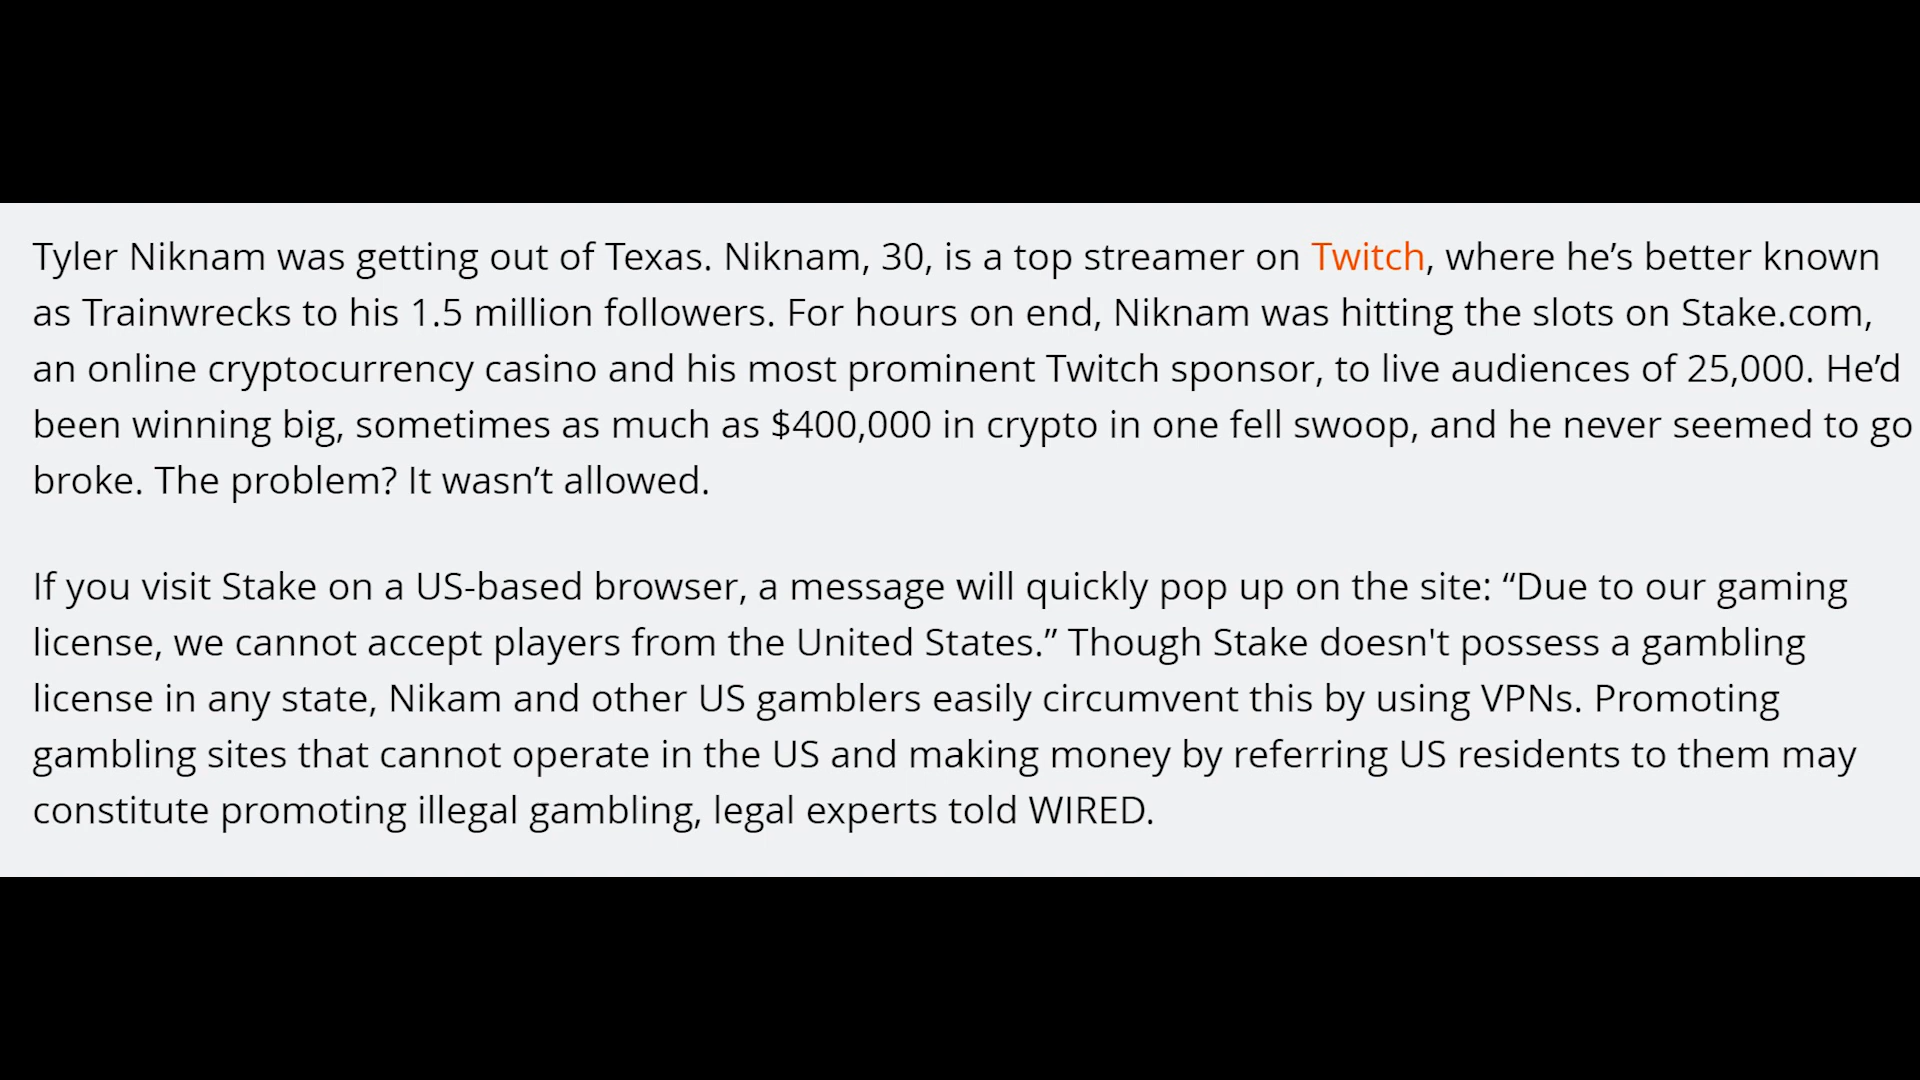 Tyler Niknam was getting out of Texas. Niknam, 30, is a top streamer on Twitch, where he’s better known
as Trainwrecks to his 1.5 million followers. For hours on end, Niknam was hitting the slots on Stake.com,
an online cryptocurrency casino and his most prominent Twitch sponsor, to live audiences of 25,000. He’d
been winning big, sometimes as much as $400,000 in crypto in one fell swoop, and he never seemed to go
broke. The problem? It wasn’t allowed.
If you visit Stake on a US-based browser, a message will quickly pop up on the site: “Due to our gaming
license, we cannot accept players from the United States.” Though Stake doesn't possess a gambling
license in any state, Nikam and other US gamblers easily circumvent this by using VPNs. Promoting
gambling sites that cannot operate in the US and making money by referring US residents to them may
constitute promoting illegal gambling, legal experts told WIRED.